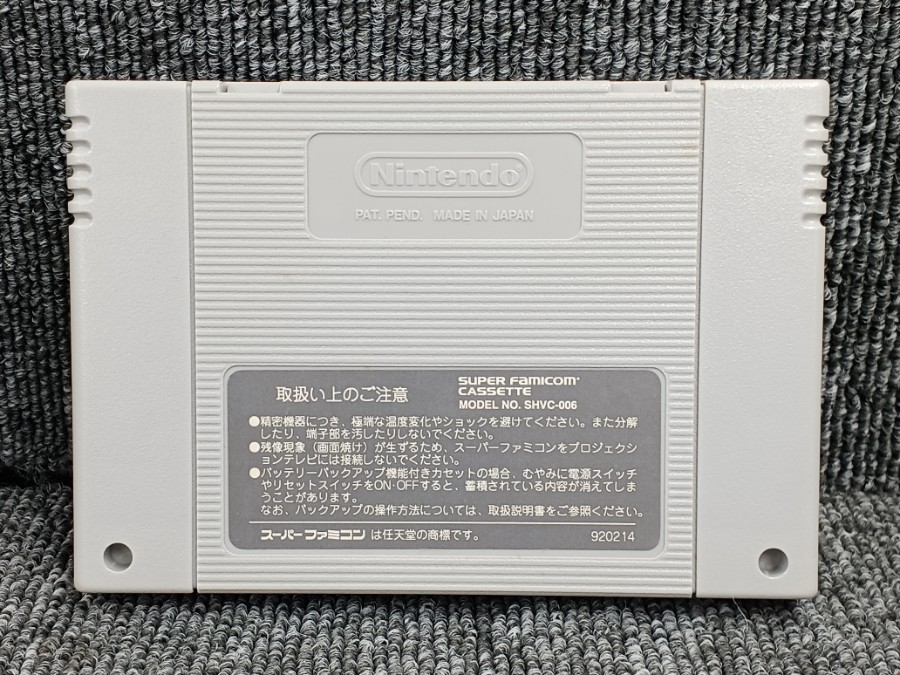 Nintendo
PAT. PEND. MADE IN JAPAN
取扱い上のご注意
SUPER FAMICOM
CASSETTE
MODEL NO. SHVC-006
●精密機器につき、極端な温度変化やショックを避けてください。また分解
したり、端子部を汚したりしないでください。
●残像現象（画面焼け）が生ずるため、スーパーファミコンをプロジェクシ
ョンテレビには接続しないでください。
●バッテリーバックアップ機能付きカセットの場合、むやみに電源スイッチ
やリセットスイッチをON・OFFすると、蓄積されている内容が消えてしま
うことがあります。
なお、バックアップの操作方法については、取扱説明書をご参照ください。
スーパーファミコンは任天堂の商標です。
920214